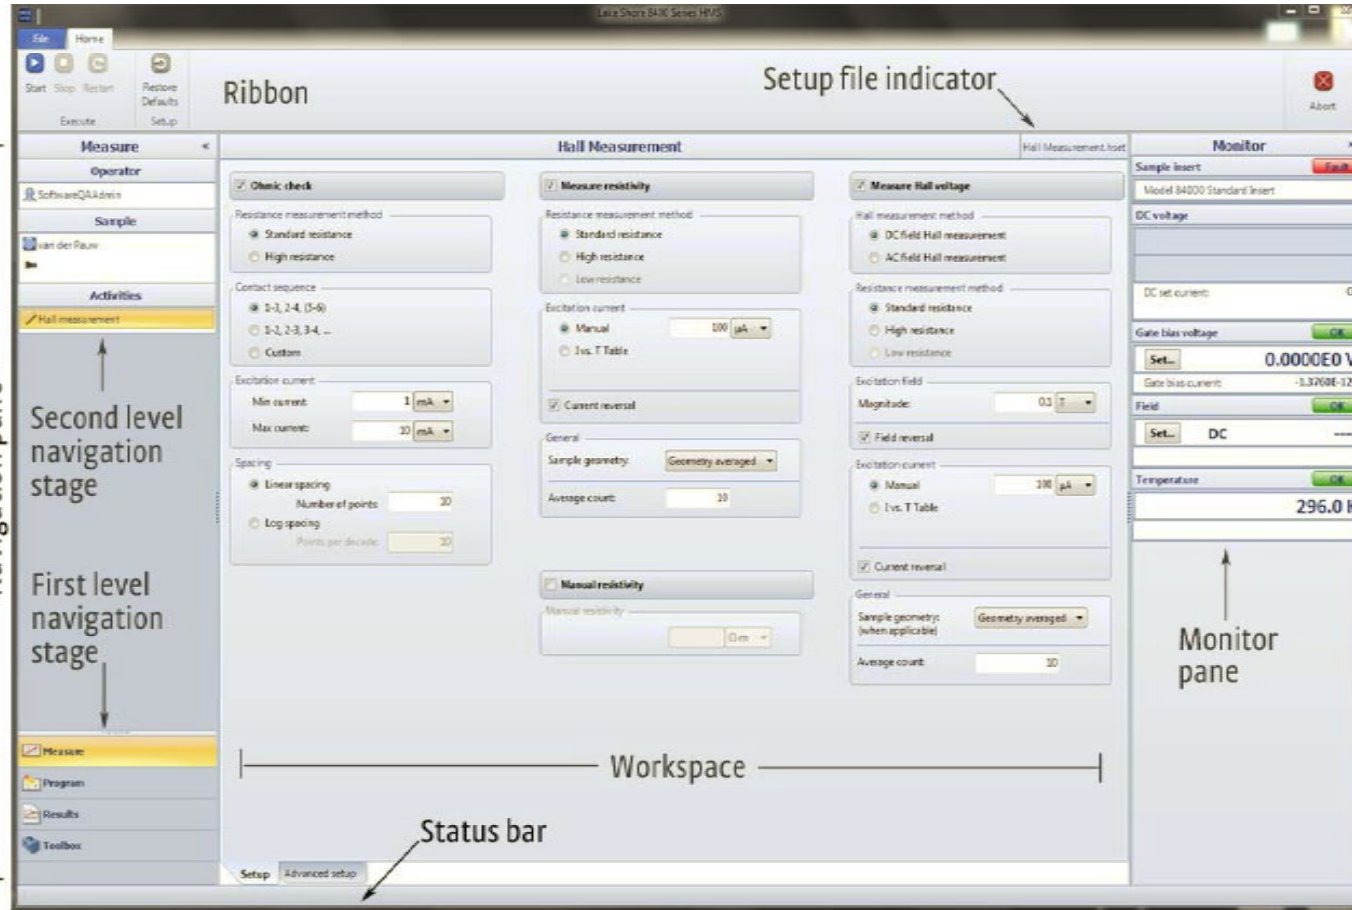 Lake Shore 8400 Series HMS
File Home
Start Stop Restart
Restore
Defaults
Execute Setup
Ribbon
Setup file indicator
Abort
Measure «
Operator
SoftwareQAAdmin
Sample
van der Pauw
Activities
Hall measurement
Second level
navigation
stage
First level
navigation
stage
Measure
Program
Results
Toolbox
Hall Measurement
Hall Measurement.hset
Ohmic check
Resistance measurement method
Standard resistance
High resistance
Contact sequence
1-3, 2-4, (5-6)
1-2, 2-3, 3-4, ...
Custom
Excitation current
Min current: 1 mA
Max current: 10 mA
Spacing
Linear spacing
Number of points: 10
Log spacing
Points per decade: 10
Measure resistivity
Resistance measurement method
Standard resistance
High resistance
Low resistance
Excitation current
Manual 100 µA
I vs. T Table
Current reversal
General
Sample geometry: Geometry averaged
Average count: 10
Manual resistivity
Manual resistivity
Ω m
Measure Hall voltage
Hall measurement method
DC field Hall measurement
AC field Hall measurement
Resistance measurement method
Standard resistance
High resistance
Low resistance
Excitation field
Magnitude: 0.1 T
Field reversal
Excitation current
Manual 100 µA
I vs. T Table
Current reversal
General
Sample geometry: Geometry averaged
(when applicable)
Average count: 10
Workspace
Status bar
Setup Advanced setup
Monitor
Sample insert Fault
Model 84000 Standard Insert
DC voltage
DC set current:
Gate bias voltage OK
Set... 0.0000E0 V
Gate bias current: -1.3760E-12
Field OK
Set... DC ---
Temperature OK
296.0 K
Monitor
pane